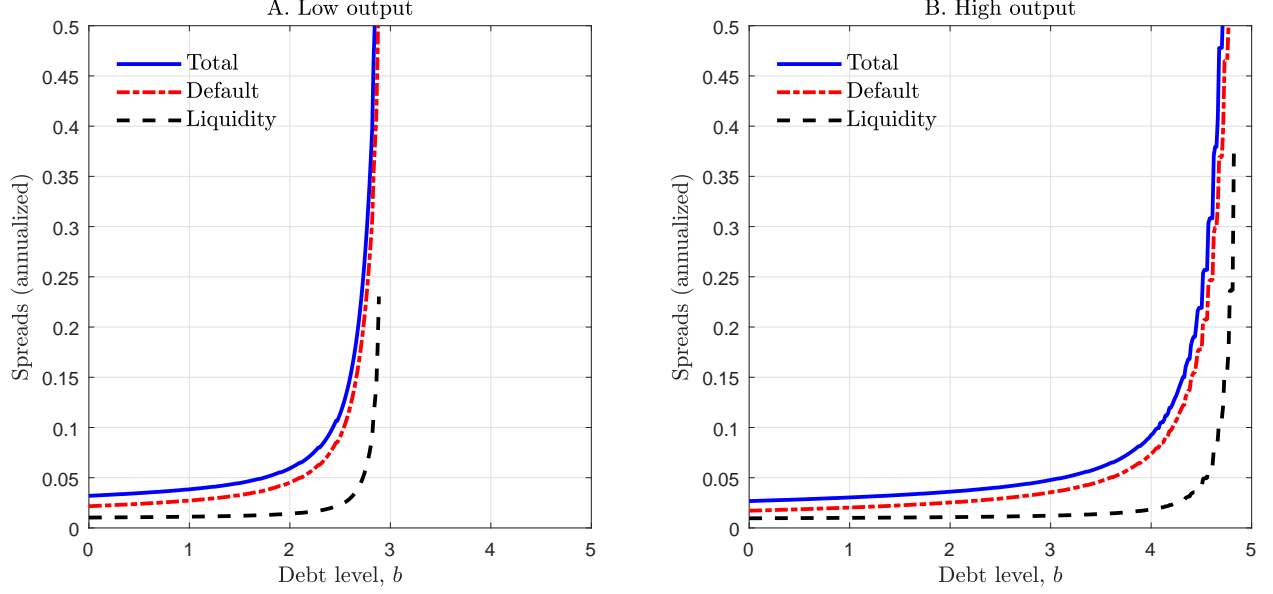 A. Low output
0.5
0.45
0.4
0.35
0.3
0.25
0.2
0.15
0.1
0.05
0
Spreads (annualized)
Total
Default
Liquidity
0 1 2 3 4 5
Debt level, b
B. High output
0.5
0.45
0.4
0.35
0.3
0.25
0.2
0.15
0.1
0.05
0
Spreads (annualized)
Total
Default
Liquidity
0 1 2 3 4 5
Debt level, b